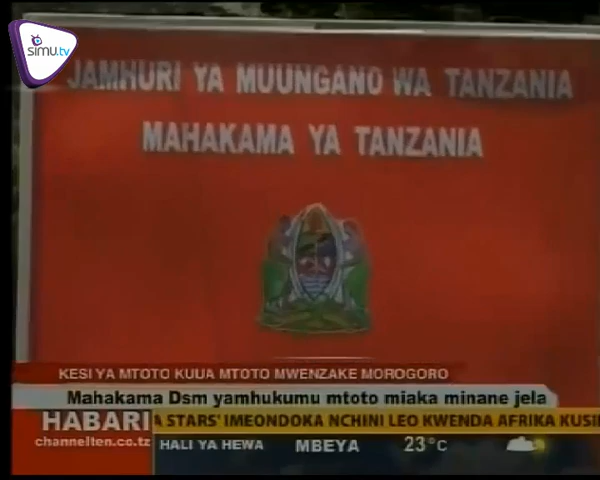 simu.tv
JAMHURI YA MUUNGANO WA TANZANIA
MAHAKAMA YA TANZANIA
KESI YA MTOTO KUUA MTOTO MWENZAKE MOROGORO
Mahakama Dsm yamhukumu mtoto miaka minane jela
HABARI
A STARS' IMEONDOKA NCHINI LEO KWENDA AFRIKA KUSI
channelten.co.tz
HALI YA HEWA MBEYA 23°C